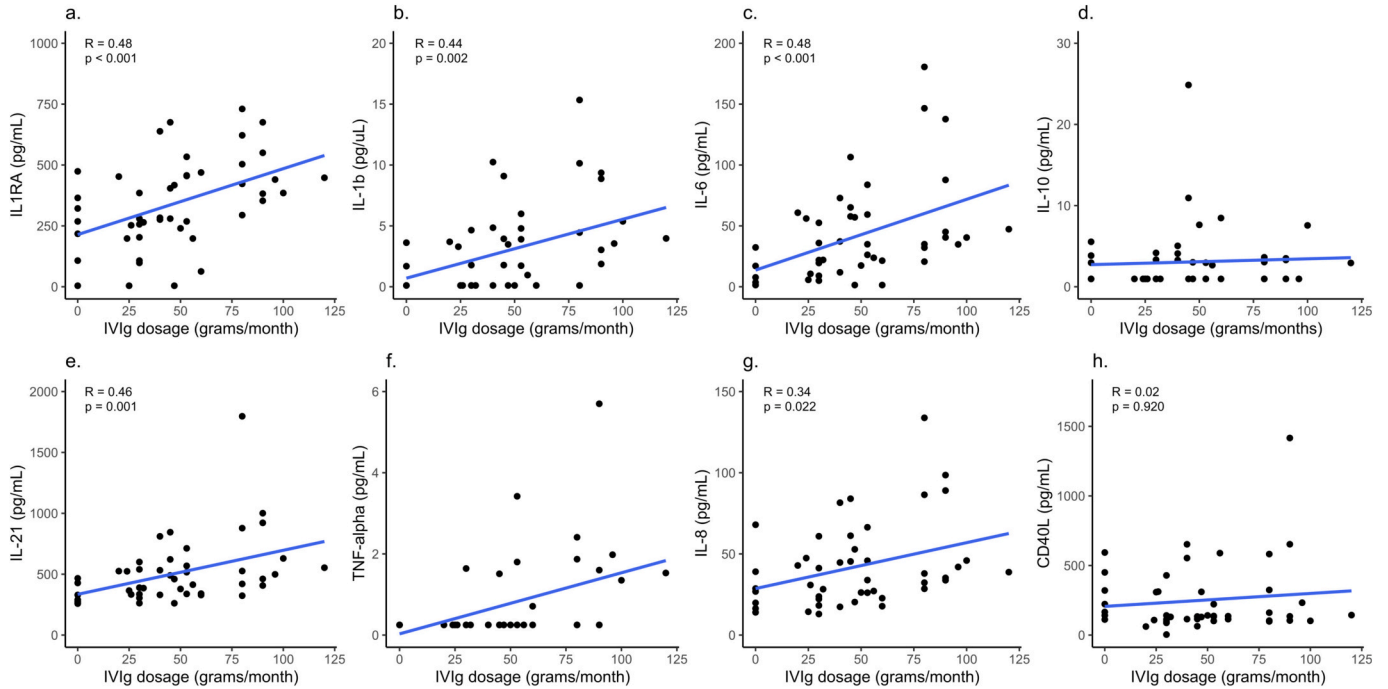 a.
R = 0.48
p < 0.001
1000
750
500
250
0
IL1RA (pg/mL)
0 25 50 75 100 125
IVIg dosage (grams/month)
b.
R = 0.44
p = 0.002
20
15
10
5
0
IL-1b (pg/uL)
0 25 50 75 100 125
IVIg dosage (grams/month)
c.
R = 0.48
p < 0.001
200
150
100
50
0
IL-6 (pg/mL)
0 25 50 75 100 125
IVIg dosage (grams/month)
d.
30
20
10
0
IL-10 (pg/mL)
0 25 50 75 100 125
IVIg dosage (grams/months)
e.
R = 0.46
p = 0.001
2000
1500
1000
500
0
IL-21 (pg/mL)
0 25 50 75 100 125
IVIg dosage (grams/month)
f.
6
4
2
0
TNF-alpha (pg/mL)
0 25 50 75 100 125
IVIg dosage (grams/month)
g.
R = 0.34
p = 0.022
150
100
50
0
IL-8 (pg/mL)
0 25 50 75 100 125
IVIg dosage (grams/month)
h.
R = 0.02
p = 0.920
1500
1000
500
0
CD40L (pg/mL)
0 25 50 75 100 125
IVIg dosage (grams/month)